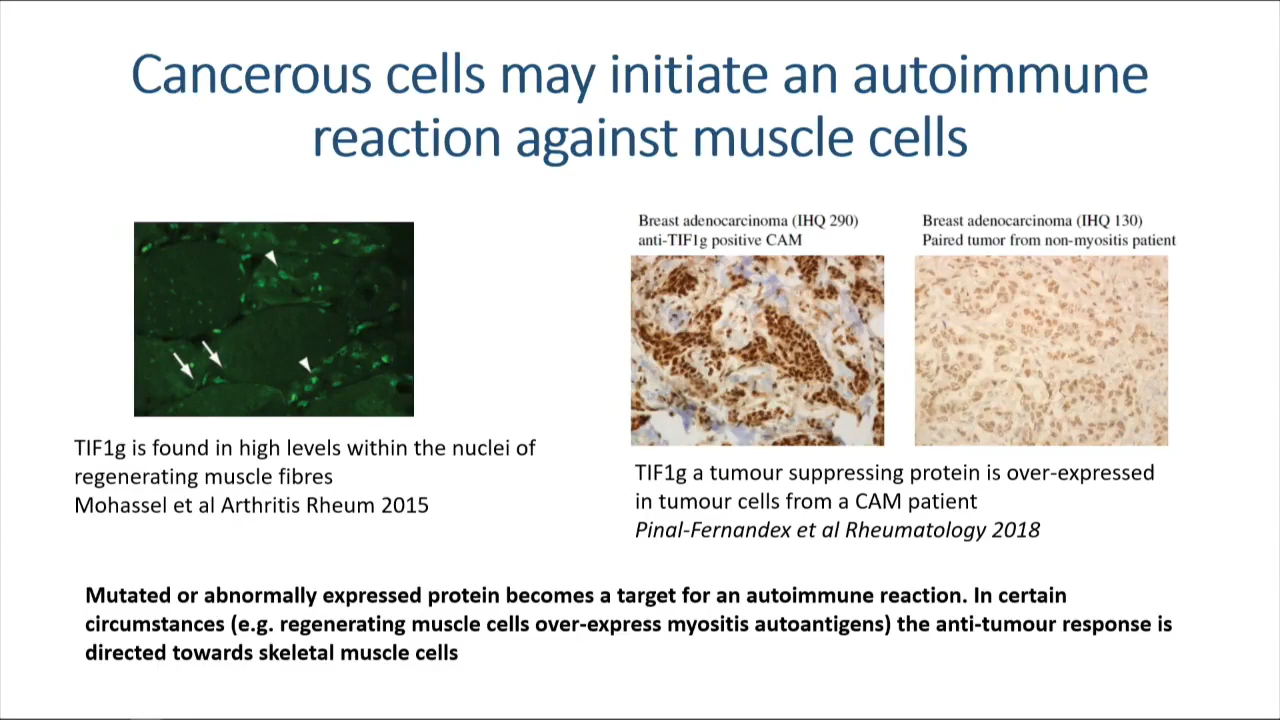 Cancerous cells may initiate an autoimmune
reaction against muscle cells
Breast adenocarcinoma (IHQ 290)
anti-TIF1g positive CAM
Breast adenocarcinoma (IHQ 130)
Paired tumor from non-myositis patient
TIF1g is found in high levels within the nuclei of
regenerating muscle fibres
Mohassel et al Arthritis Rheum 2015
TIF1g a tumour suppressing protein is over-expressed
in tumour cells from a CAM patient
Pinal-Fernandex et al Rheumatology 2018
Mutated or abnormally expressed protein becomes a target for an autoimmune reaction. In certain
circumstances (e.g. regenerating muscle cells over-express myositis autoantigens) the anti-tumour response is
directed towards skeletal muscle cells